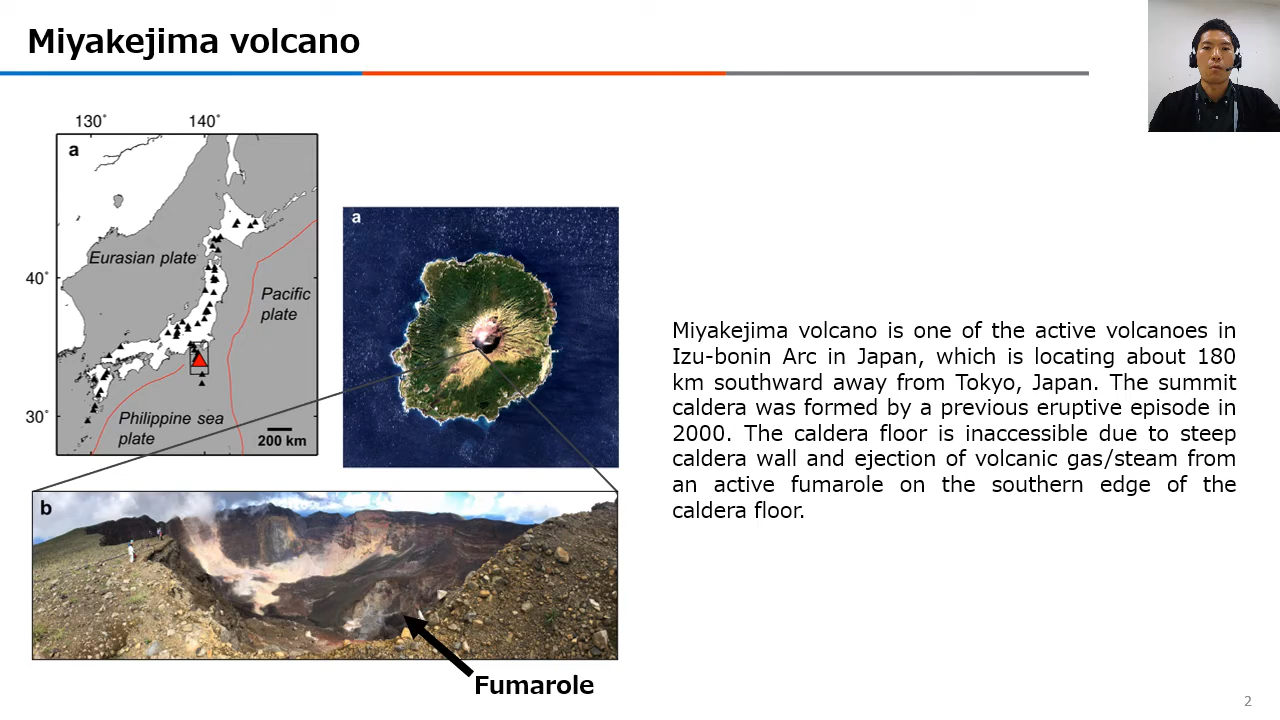 Miyakejima volcano
130˚ 140˚
a
Eurasian plate
40˚
Pacific
plate
30˚
Philippine sea
plate
200 km
a
b
Fumarole
Miyakejima volcano is one of the active volcanoes in
Izu-bonin Arc in Japan, which is locating about 180
km southward away from Tokyo, Japan. The summit
caldera was formed by a previous eruptive episode in
2000. The caldera floor is inaccessible due to steep
caldera wall and ejection of volcanic gas/steam from
an active fumarole on the southern edge of the
caldera floor.
2